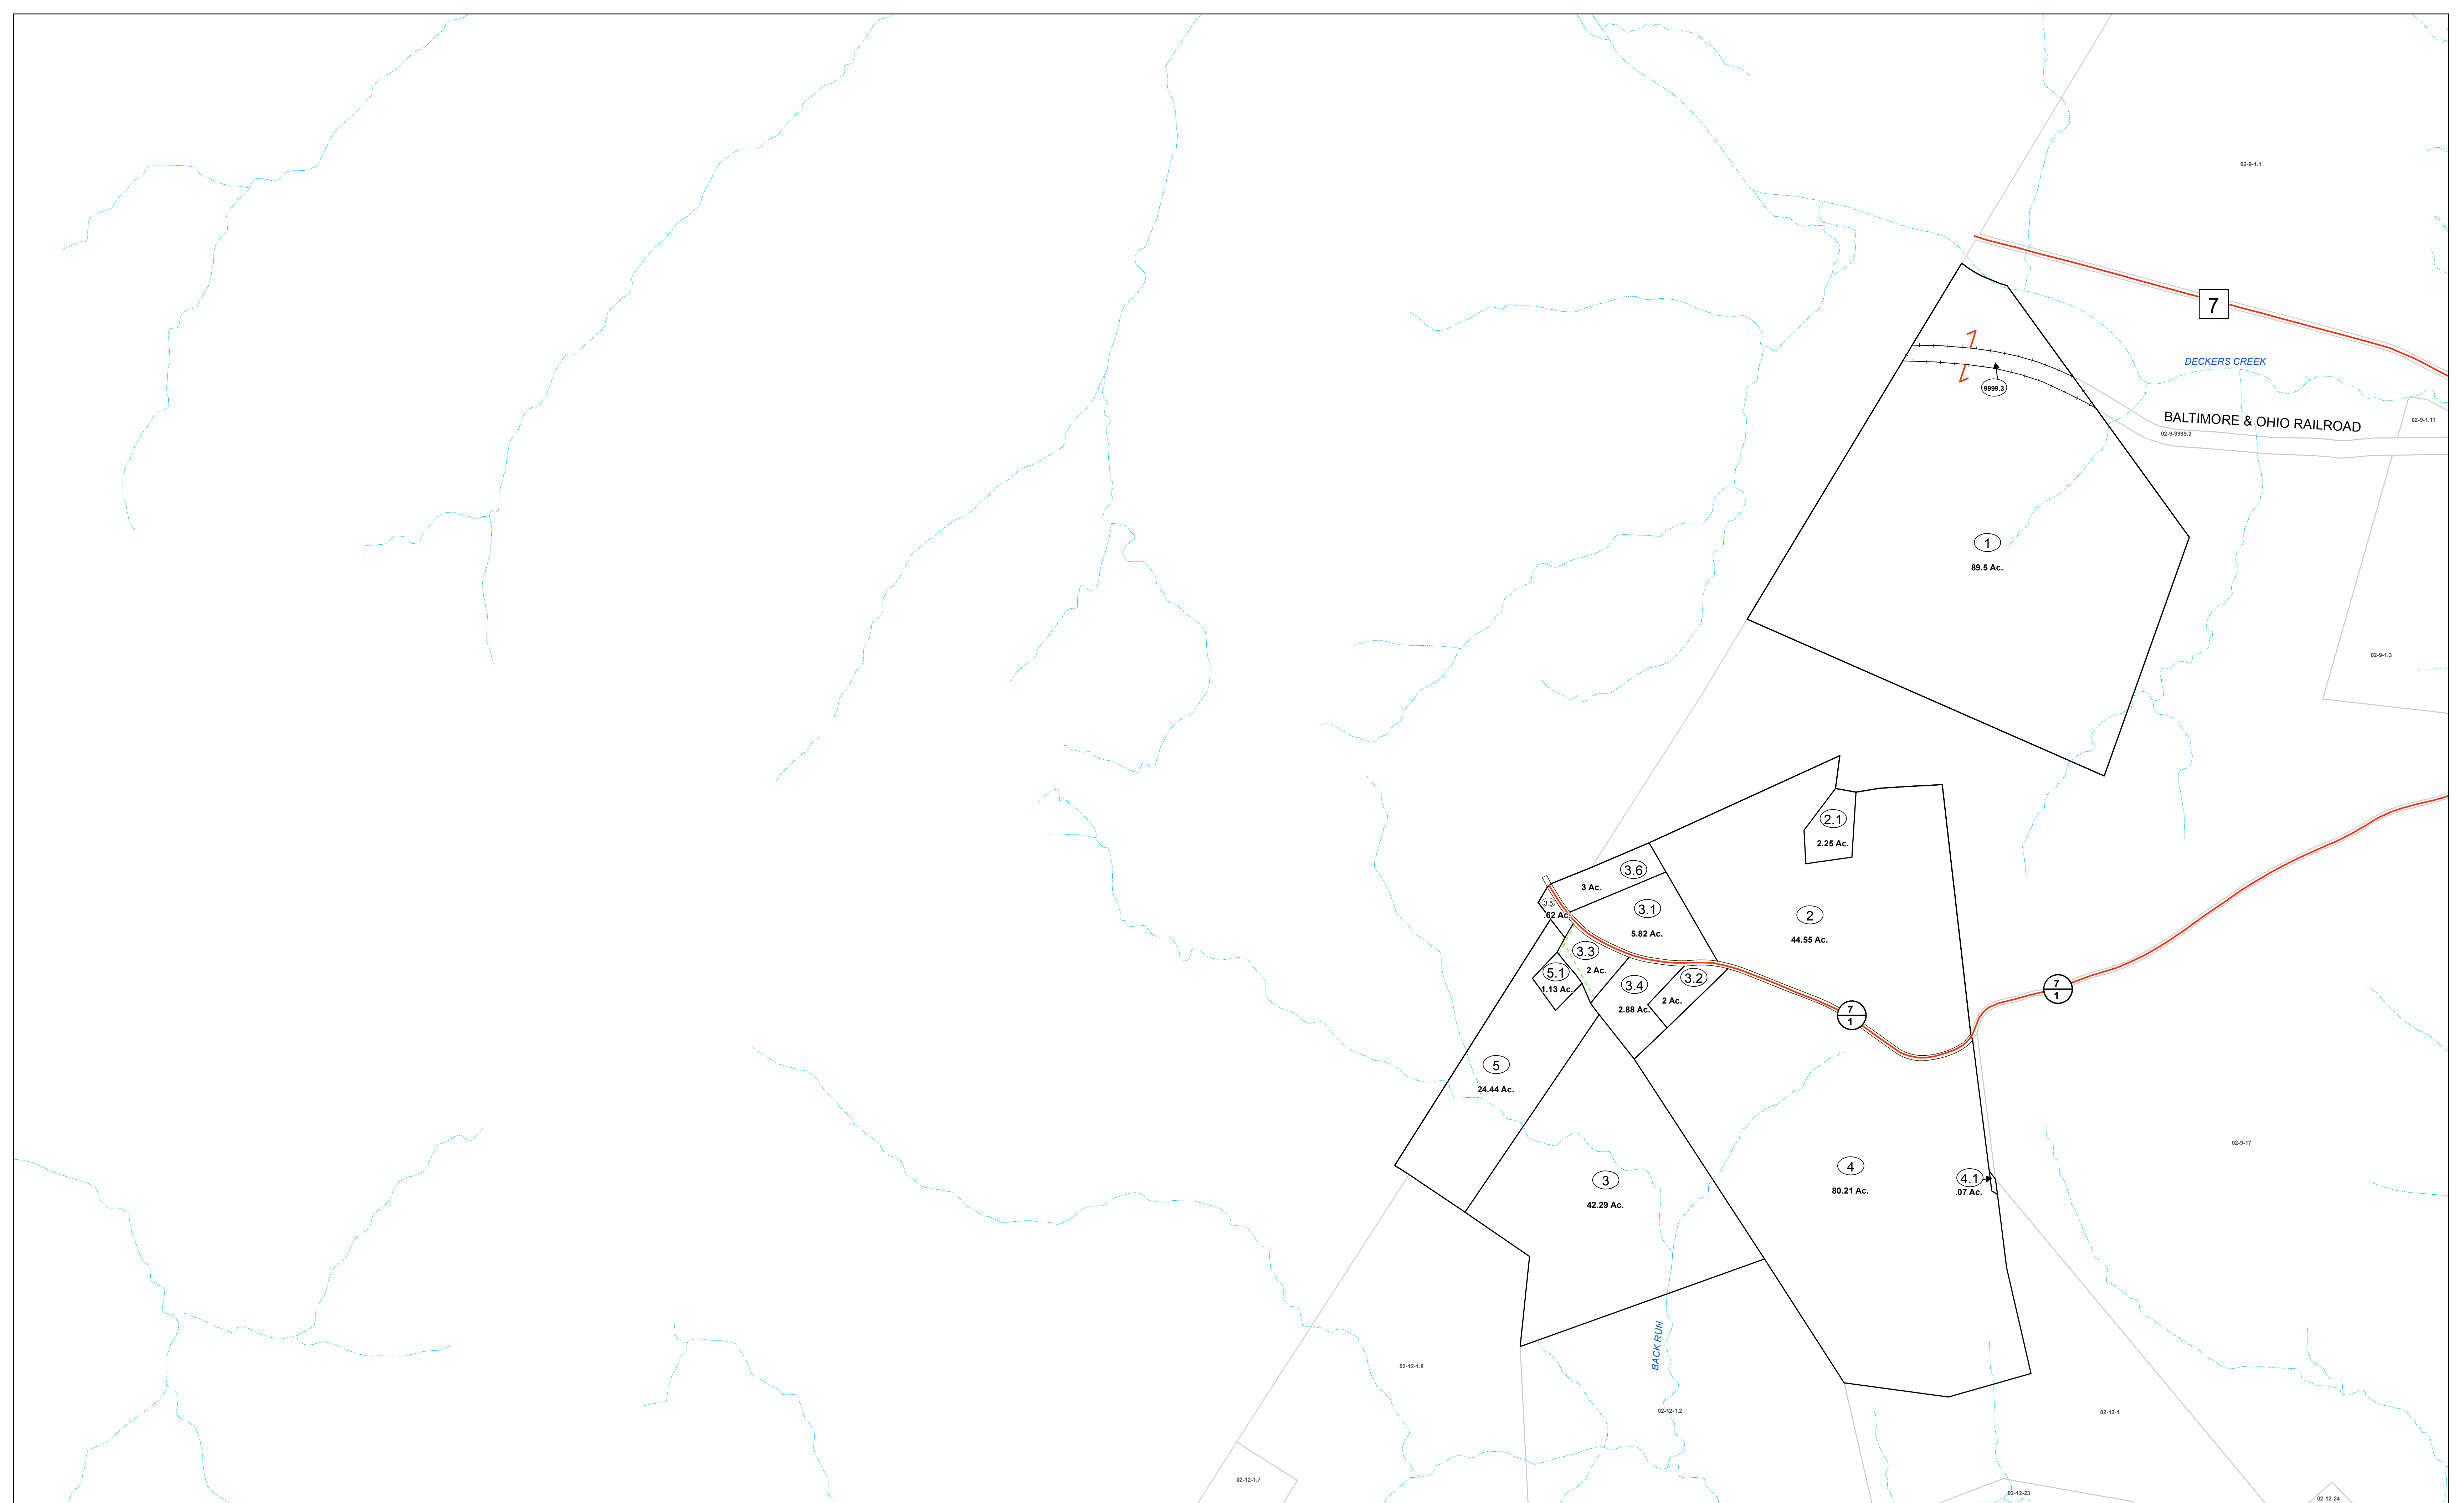 02-9-1.1
7
DECKERS CREEK
9999.3
BALTIMORE & OHIO RAILROAD
02-9-1.11
02-9-9999.3
1
89.5 Ac.
02-9-1.3
2.1
2.25 Ac.
3.6
3 Ac.
3.5
.62 Ac.
3.1
5.82 Ac.
2
44.55 Ac.
3.3
2 Ac.
5.1
1.13 Ac.
3.4
2.88 Ac.
3.2
2 Ac.
7
1
7
1
5
24.44 Ac.
02-9-17
3
42.29 Ac.
4
80.21 Ac.
4.1
.07 Ac.
BACK RUN
02-12-1.8
02-12-1.2
02-12-1
02-12-1.7
02-12-23
02-12-24